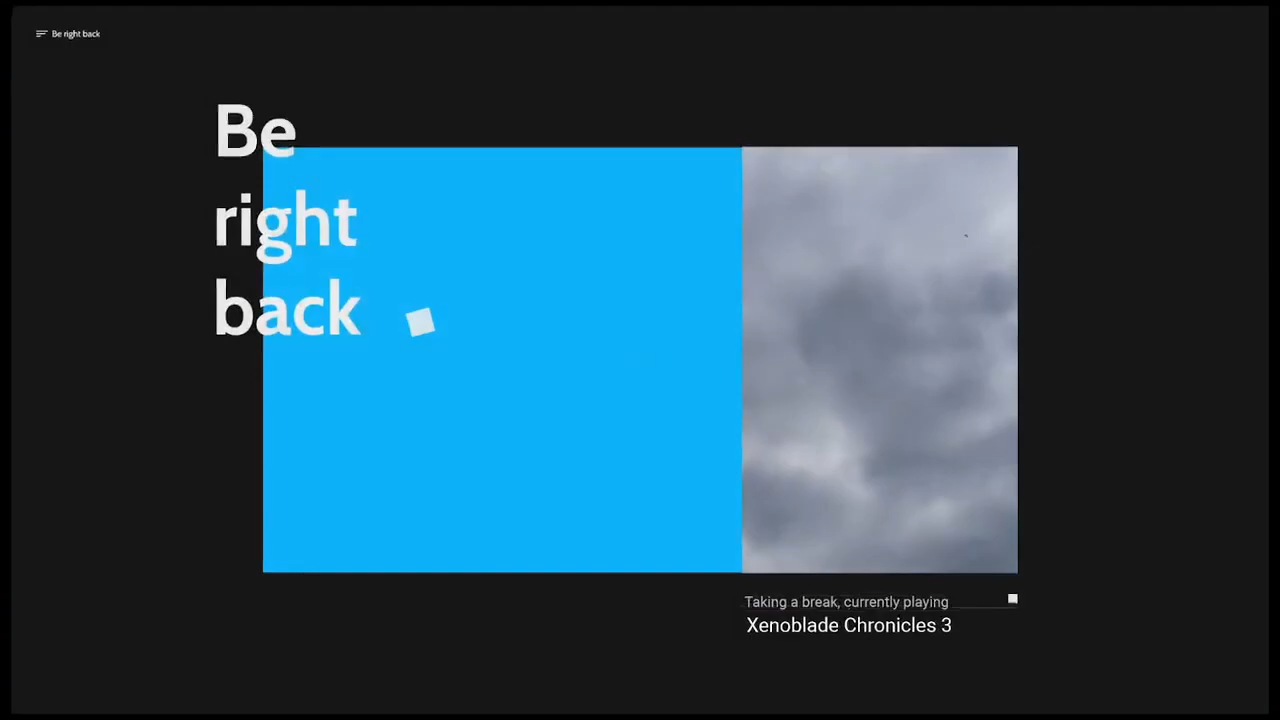 Be right back
Be
right
back
Taking a break, currently playing
Xenoblade Chronicles 3